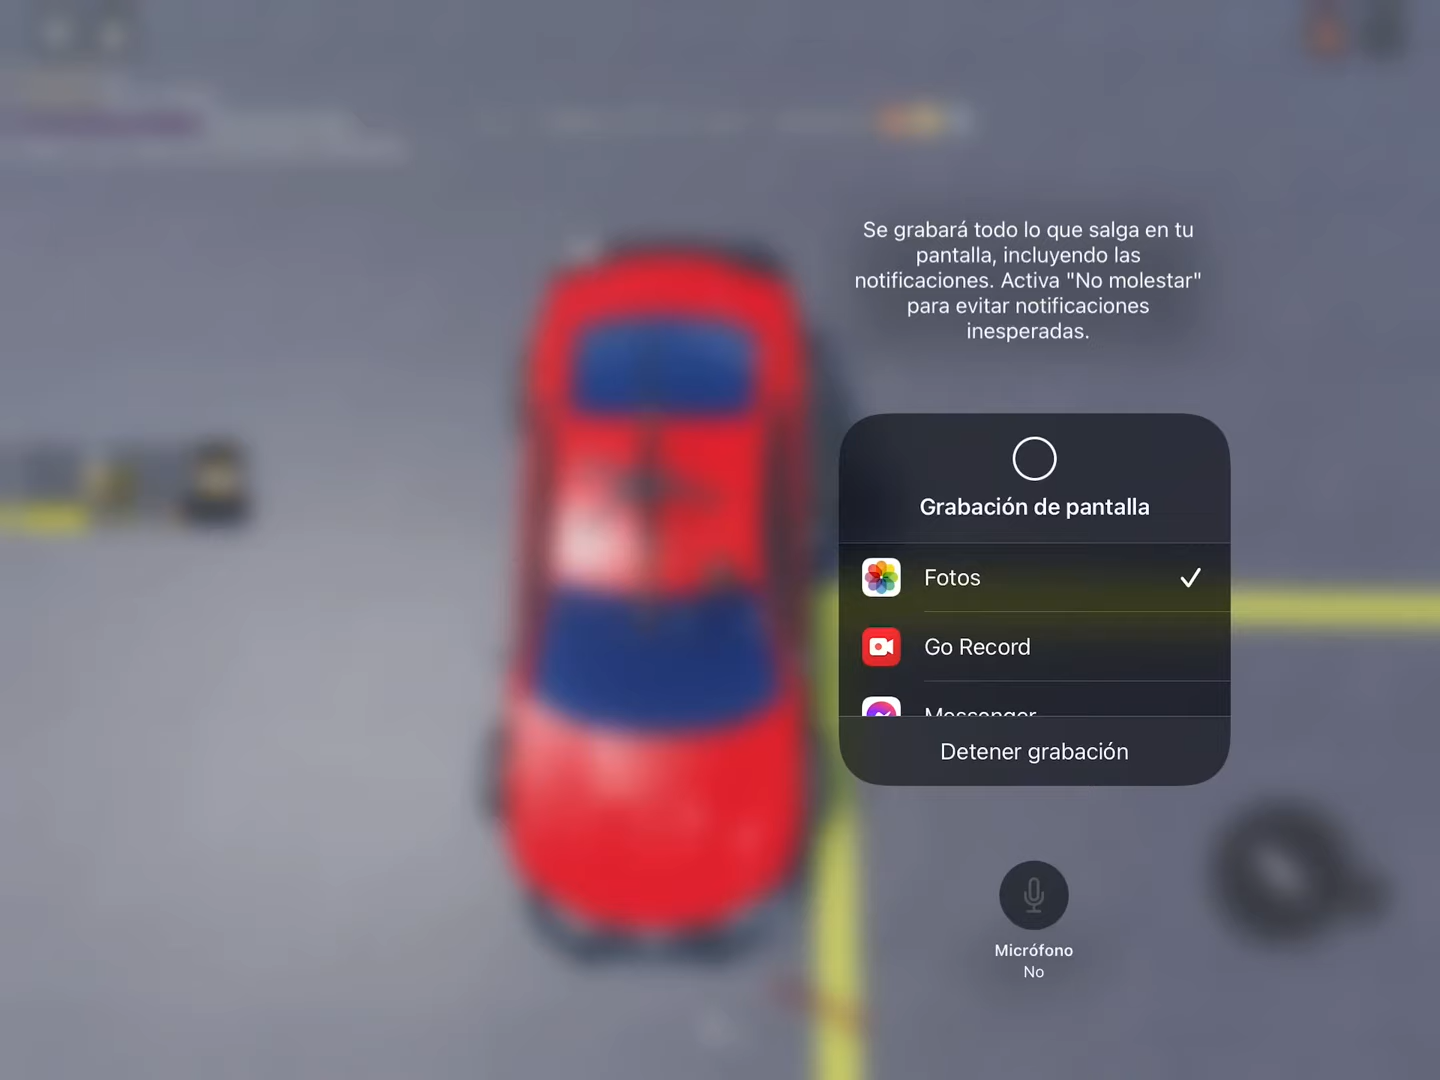 Se grabará todo lo que salga en tu
pantalla, incluyendo las
notificaciones. Activa "No molestar"
para evitar notificaciones
inesperadas.
Grabación de pantalla
Fotos
Go Record
Messenger
Detener grabación
Micrófono
No